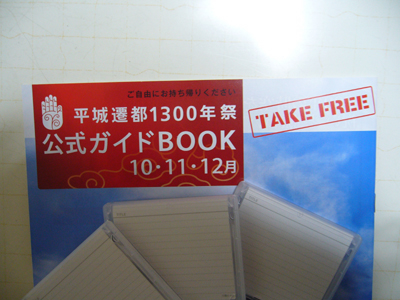 ご自由にお持ち帰りください
平城遷都1300年祭
公式ガイドBOOK
10・11・12月
TAKE FREE